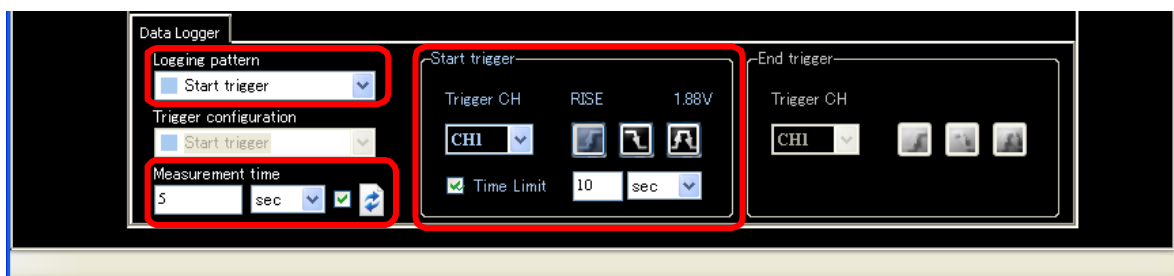 Data Logger
Logging pattern
Start trigger
Trigger configuration
Start trigger
Measurement time
5 sec
Start trigger
Trigger CH RISE 1.88V
CH1
Time Limit 10 sec
End trigger
Trigger CH
CH1